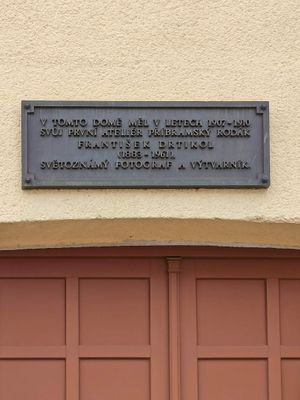 V TOMTO DOMĚ MĚL V LETECH 1907-1910
SVŮJ PRVNÍ ATELIÉR PŘÍBRAMSKÝ RODÁK
FRANTIŠEK DRTIKOL
(1883-1961),
SVĚTOZNÁMÝ FOTOGRAF A VÝTVARNÍK.